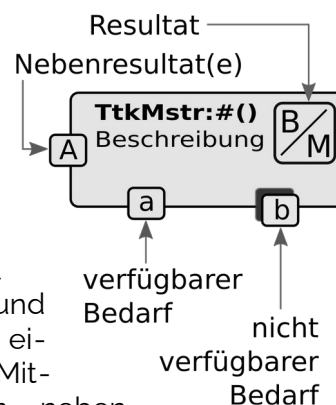 Resultat
Nebenresultat(e)
TtkMstr:#()
Beschreibung
B/M
A
a
b
verfügbarer
Bedarf
nicht
verfügbarer
Bedarf
und
ei-
Mit-
neben